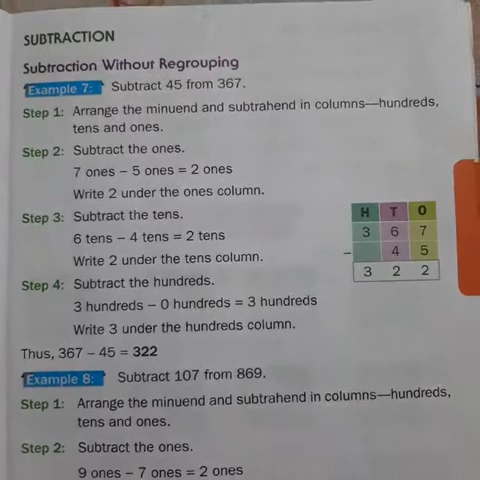 SUBTRACTION
Subtraction Without Regrouping
Example 7: Subtract 45 from 367.
Step 1: Arrange the minuend and subtrahend in columns—hundreds,
tens and ones.
Step 2: Subtract the ones.
7 ones – 5 ones = 2 ones
Write 2 under the ones column.
Step 3: Subtract the tens.
6 tens – 4 tens = 2 tens
Write 2 under the tens column.
H T O
3 6 7
– 4 5
3 2 2
Step 4: Subtract the hundreds.
3 hundreds – 0 hundreds = 3 hundreds
Write 3 under the hundreds column.
Thus, 367 – 45 = 322
Example 8: Subtract 107 from 869.
Step 1: Arrange the minuend and subtrahend in columns—hundreds,
tens and ones.
Step 2: Subtract the ones.
9 ones – 7 ones = 2 ones